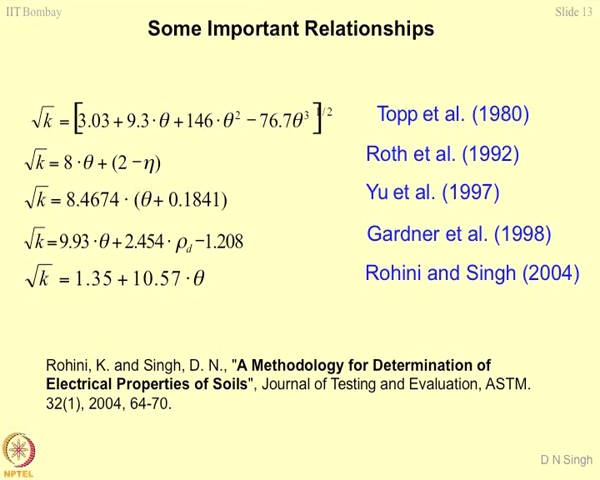 IIT Bombay
Slide 13
Some Important Relationships
√k = [3.03 + 9.3·θ + 146·θ² − 76.7θ³]^1/2 Topp et al. (1980)
√k = 8·θ + (2 − η) Roth et al. (1992)
√k = 8.4674·(θ + 0.1841) Yu et al. (1997)
√k = 9.93·θ + 2.454·ρ_d − 1.208 Gardner et al. (1998)
√k = 1.35 + 10.57·θ Rohini and Singh (2004)
Rohini, K. and Singh, D. N., "A Methodology for Determination of
Electrical Properties of Soils", Journal of Testing and Evaluation, ASTM.
32(1), 2004, 64-70.
NPTEL
D N Singh